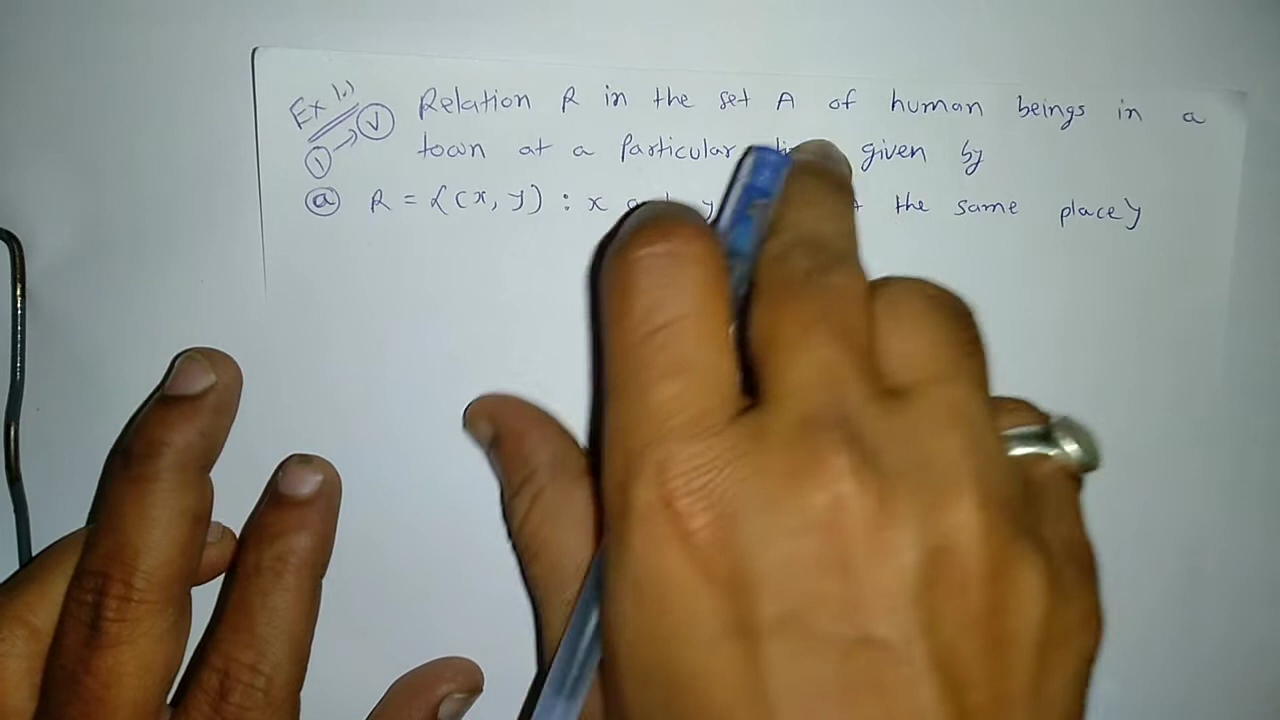 Ex 1.1
① → ⓥ Relation R in the set A of human beings in a
town at a Particular given by
ⓐ R = {(x, y) : x y the same place}